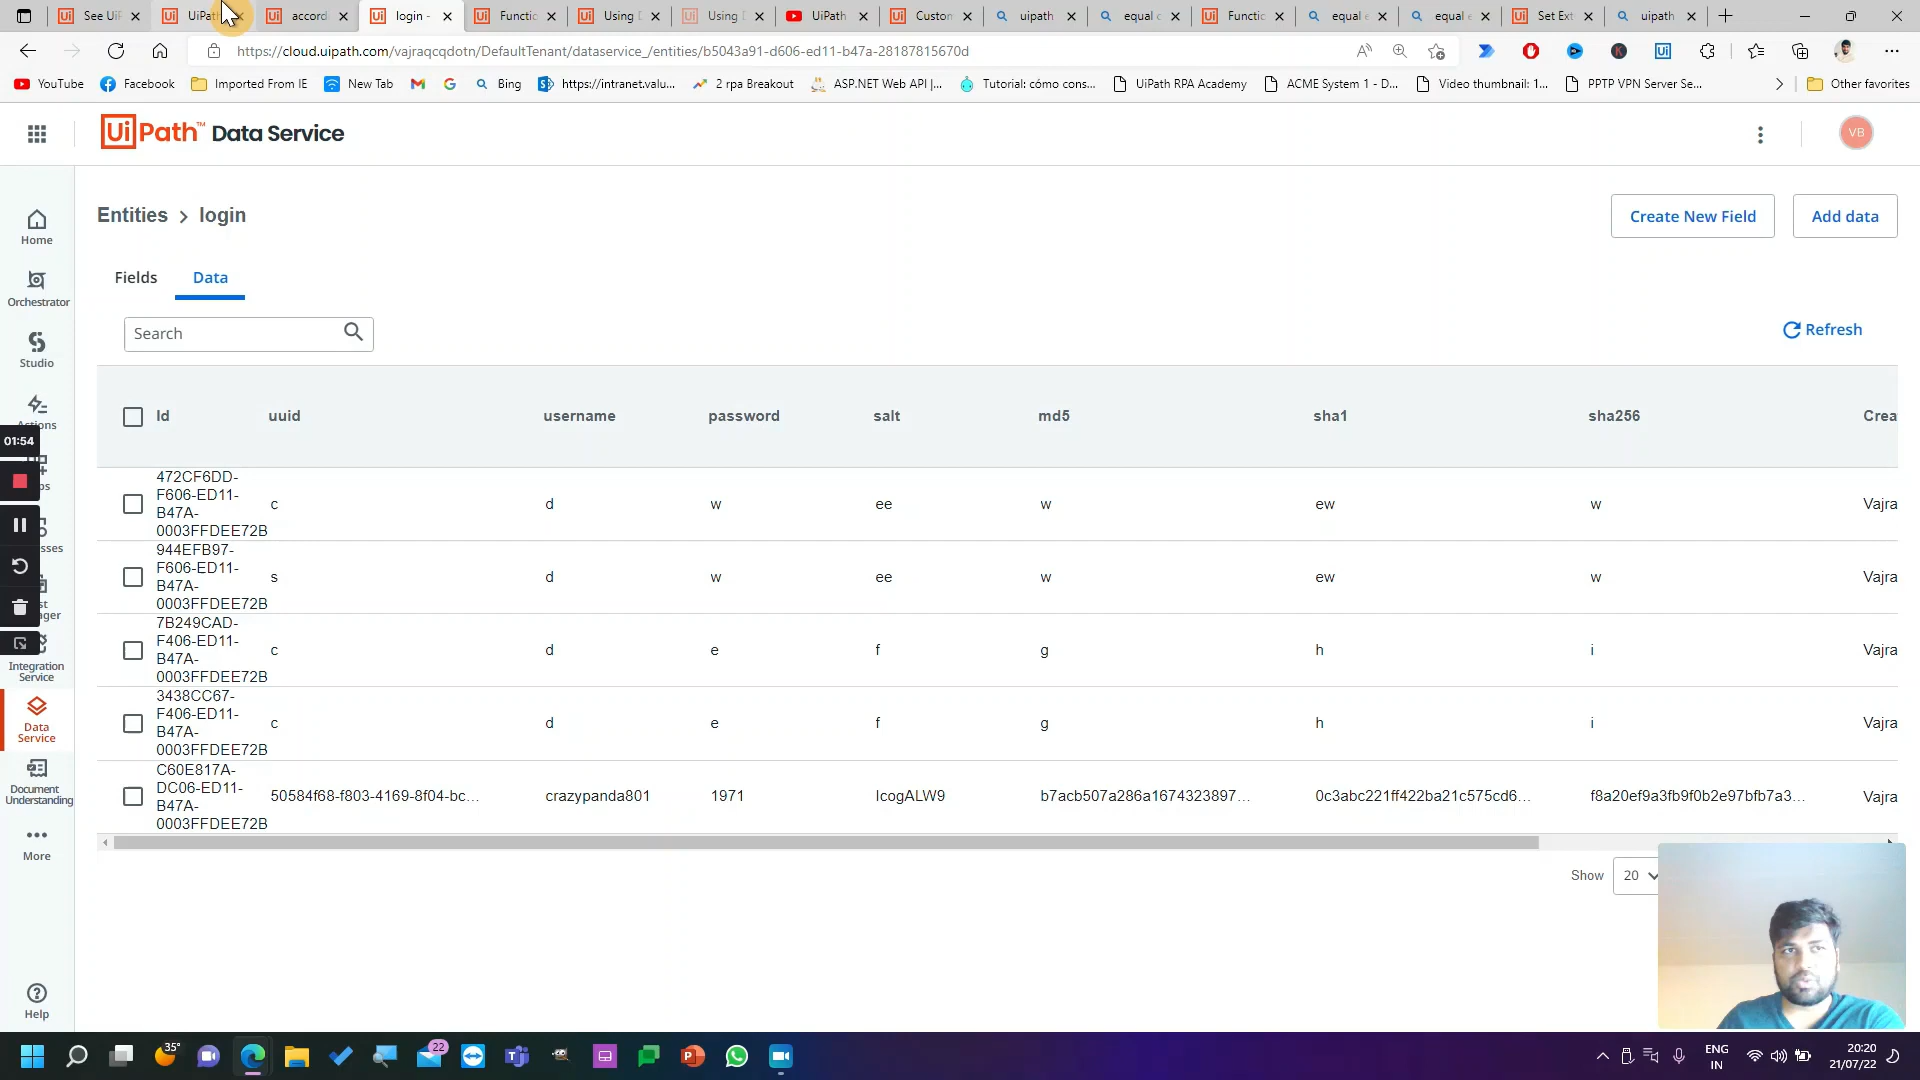 See UiP
UiPath
accord
login -
Functic
Using D
Using D
UiPath
Custom
uipath
equal c
Functic
equal e
equal e
Set Ext
uipath
https://cloud.uipath.com/vajraqcqdotn/DefaultTenant/dataservice_/entities/b5043a91-d606-ed11-b47a-28187815670d
YouTube
Facebook
Imported From IE
New Tab
Bing
https://intranet.valu...
2 rpa Breakout
ASP.NET Web API |...
Tutorial: cómo cons...
UiPath RPA Academy
ACME System 1 - D...
Video thumbnail: 1...
PPTP VPN Server Se...
Other favorites
UiPath™ Data Service
VB
Entities > login
Create New Field
Add data
Home
Orchestrator
Studio
Actions
01:54
Integration
Service
Data
Service
Document
Understanding
More
Help
Fields
Data
Search
Refresh
Id uuid username password salt md5 sha1 sha256 Crea
472CF6DD-
F606-ED11-
B47A-
0003FFDEE72B
c d w ee w ew w Vajra
944EFB97-
F606-ED11-
B47A-
0003FFDEE72B
s d w ee w ew w Vajra
7B249CAD-
F406-ED11-
B47A-
0003FFDEE72B
c d e f g h i Vajra
3438CC67-
F406-ED11-
B47A-
0003FFDEE72B
c d e f g h i Vajra
C60E817A-
DC06-ED11-
B47A-
0003FFDEE72B
50584f68-f803-4169-8f04-bc... crazypanda801 1971 IcogALW9 b7acb507a286a1674323897... 0c3abc221ff422ba21c575cd6... f8a20ef9a3fb9f0b2e97bfb7a3... Vajra
Show 20
35°
22
ENG
IN
20:20
21/07/22